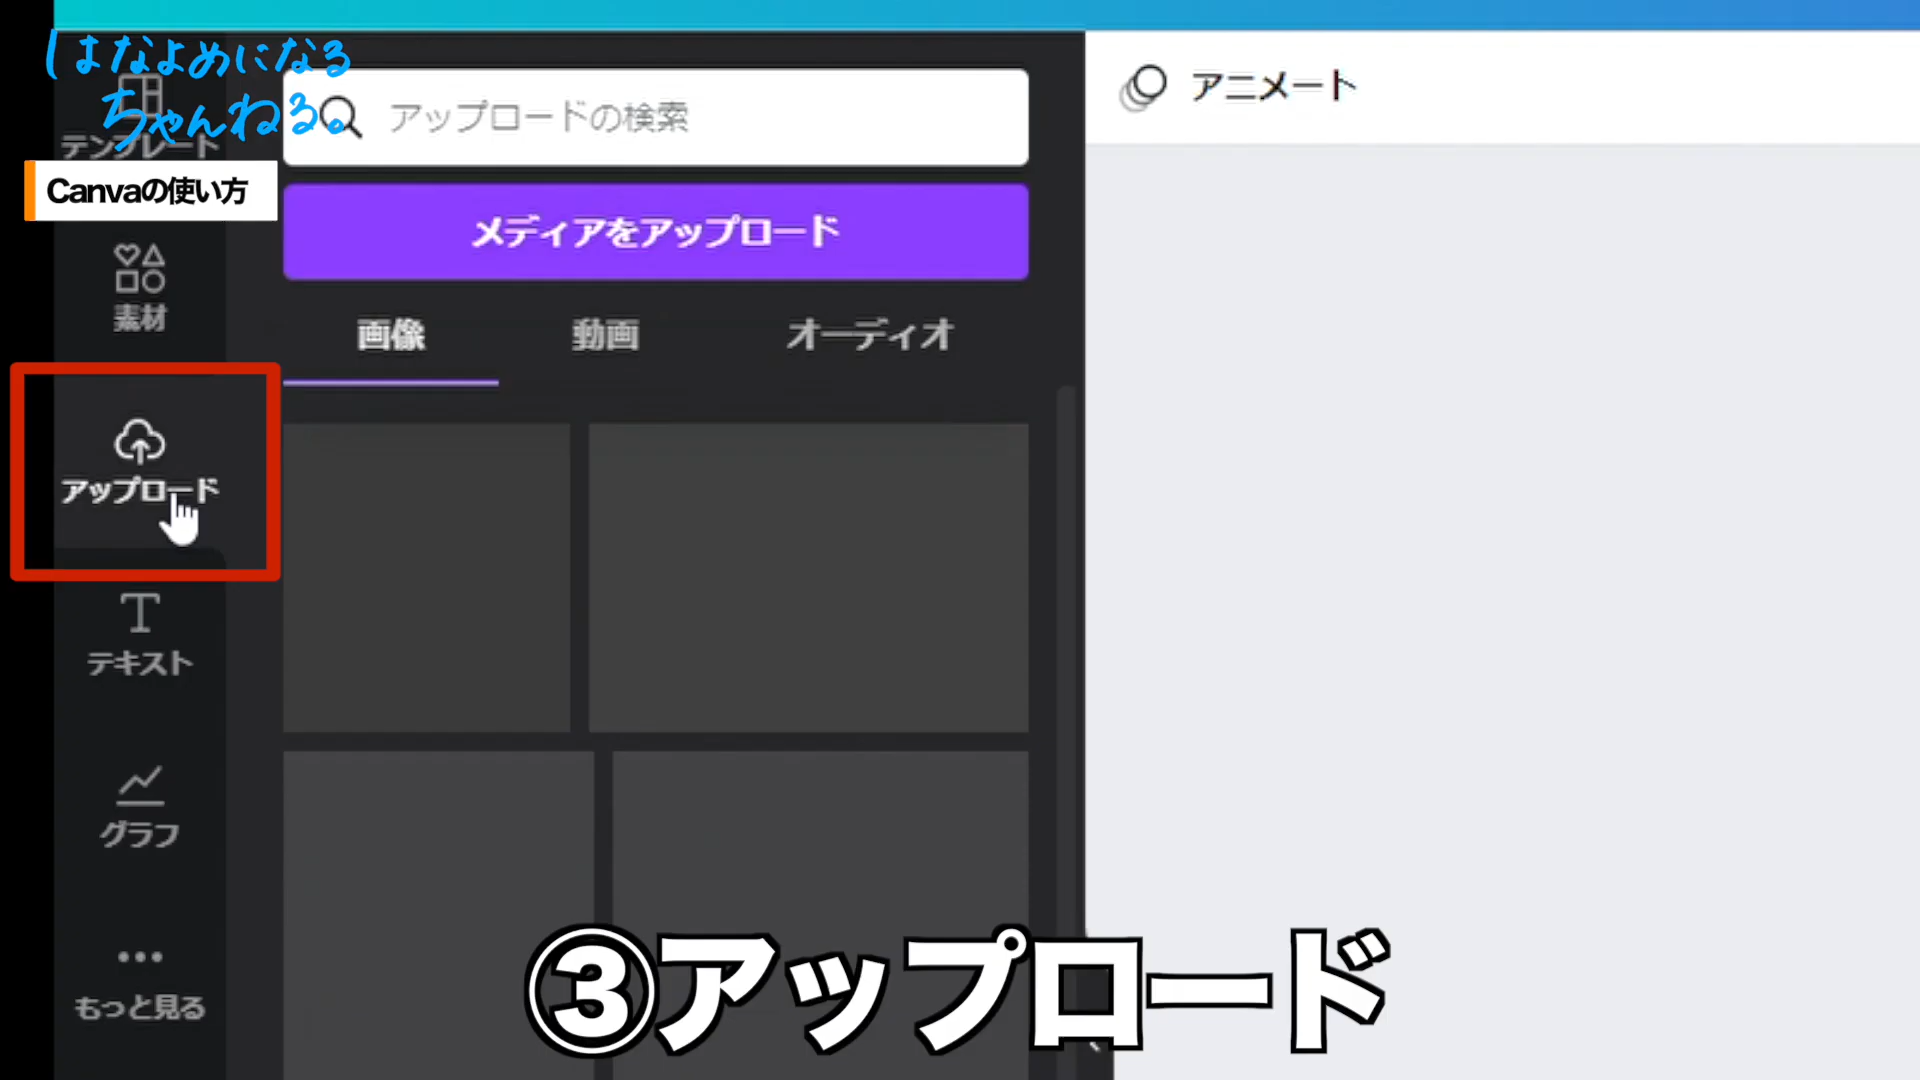 はなよめになる
ちゃんねる。
テンプレート
Canvaの使い方
素材
アップロード
テキスト
グラフ
もっと見る
アップロードの検索
メディアをアップロード
画像
動画
オーディオ
アニメート
③アップロード